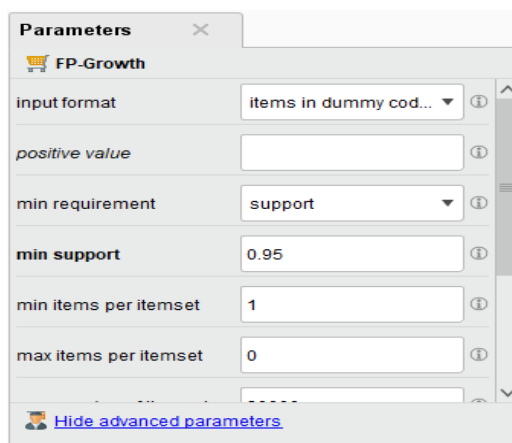 Parameters
FP-Growth
input format items in dummy cod...
positive value
min requirement support
min support 0.95
min items per itemset 1
max items per itemset 0
Hide advanced parameters